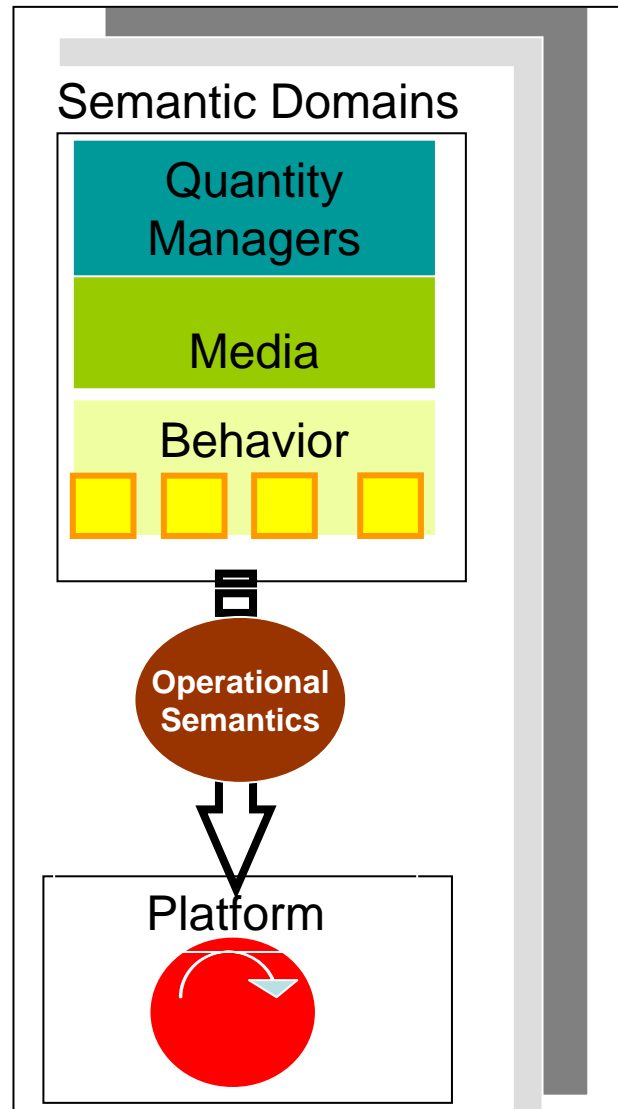 Semantic Domains
Quantity
Managers
Media
Behavior
Operational
Semantics
Platform